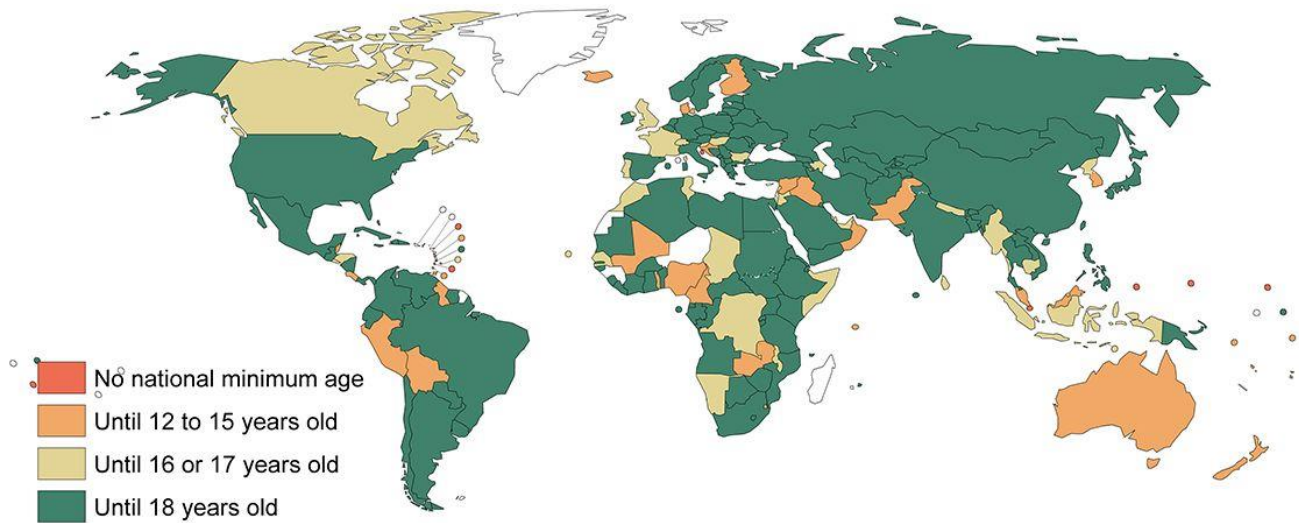 No national minimum age
Until 12 to 15 years old
Until 16 or 17 years old
Until 18 years old